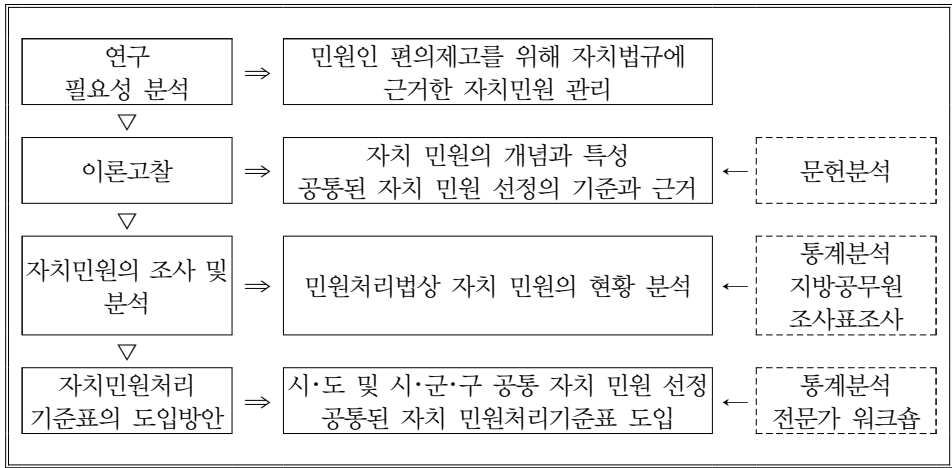 연구
필요성 분석
⇒
민원인 편의제고를 위해 자치법규에
근거한 자치민원 관리
▽
이론고찰
⇒
자치 민원의 개념과 특성
공통된 자치 민원 선정의 기준과 근거
←
문헌분석
▽
자치민원의 조사 및
분석
⇒
민원처리법상 자치 민원의 현황 분석
←
통계분석
지방공무원
조사표조사
▽
자치민원처리
기준표의 도입방안
⇒
시·도 및 시·군·구 공통 자치 민원 선정
공통된 자치 민원처리기준표 도입
←
통계분석
전문가 워크숍